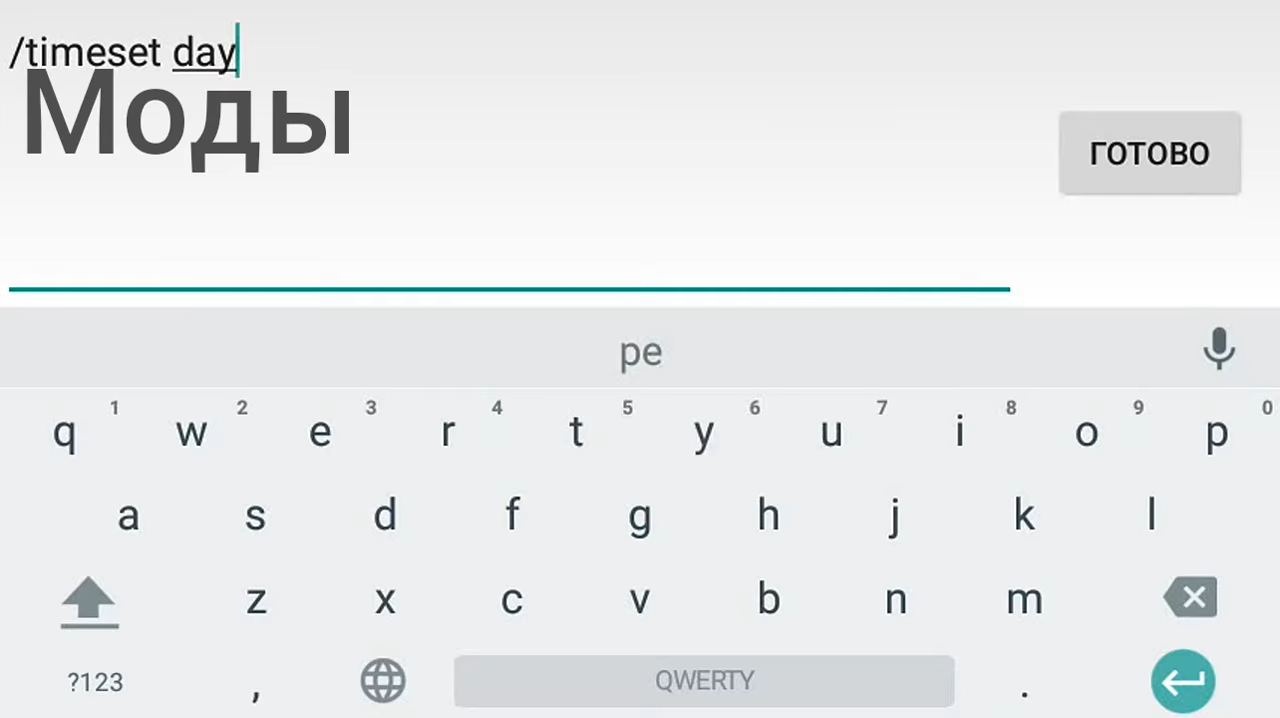 /timeset day
Моды
ГОТОВО
pe
1 2 3 4 5 6 7 8 9 0
q w e r t y u i o p
a s d f g h j k l
z x c v b n m
?123 , QWERTY .